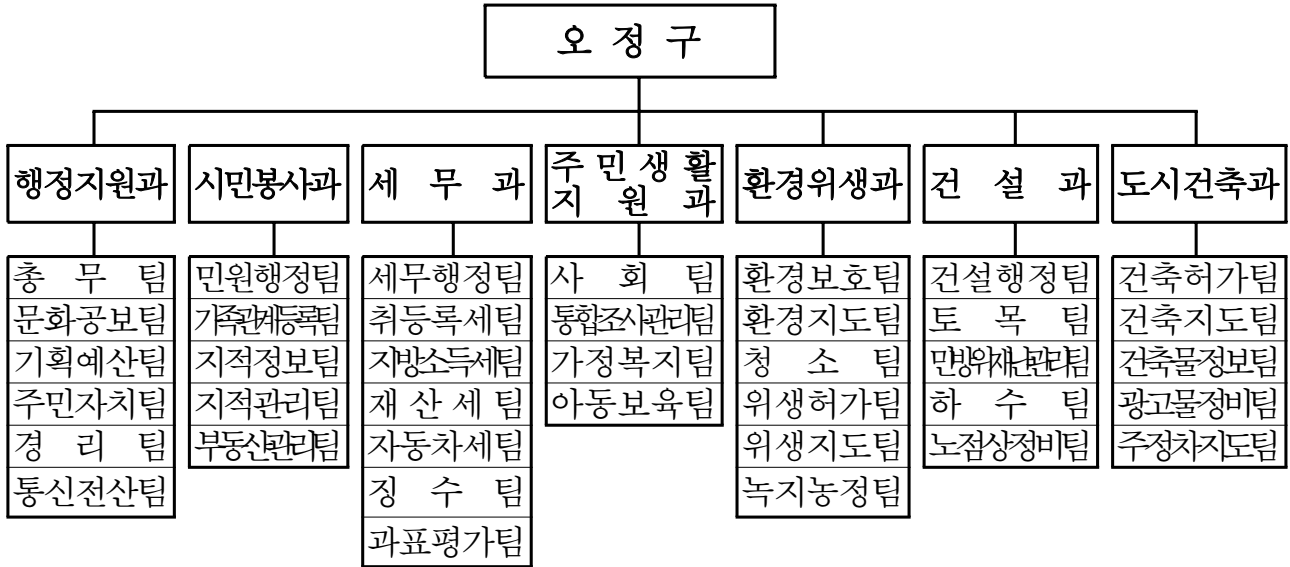 오 정 구
행정지원과
총 무 팀
문화공보팀
기획예산팀
주민자치팀
경 리 팀
통신전산팀
시민봉사과
민원행정팀
가족관계등록팀
지적정보팀
지적관리팀
부동산관리팀
세 무 과
세무행정팀
취등록세팀
지방소득세팀
재 산 세 팀
자동차세팀
징 수 팀
과표평가팀
주 민 생 활
지 원 과
사 회 팀
통합조사관리팀
가정복지팀
아동보육팀
환경위생과
환경보호팀
환경지도팀
청 소 팀
위생허가팀
위생지도팀
녹지농정팀
건 설 과
건설행정팀
토 목 팀
민방위재난관리팀
하 수 팀
노점상정비팀
도시건축과
건축허가팀
건축지도팀
건축물정보팀
광고물정비팀
주정차지도팀